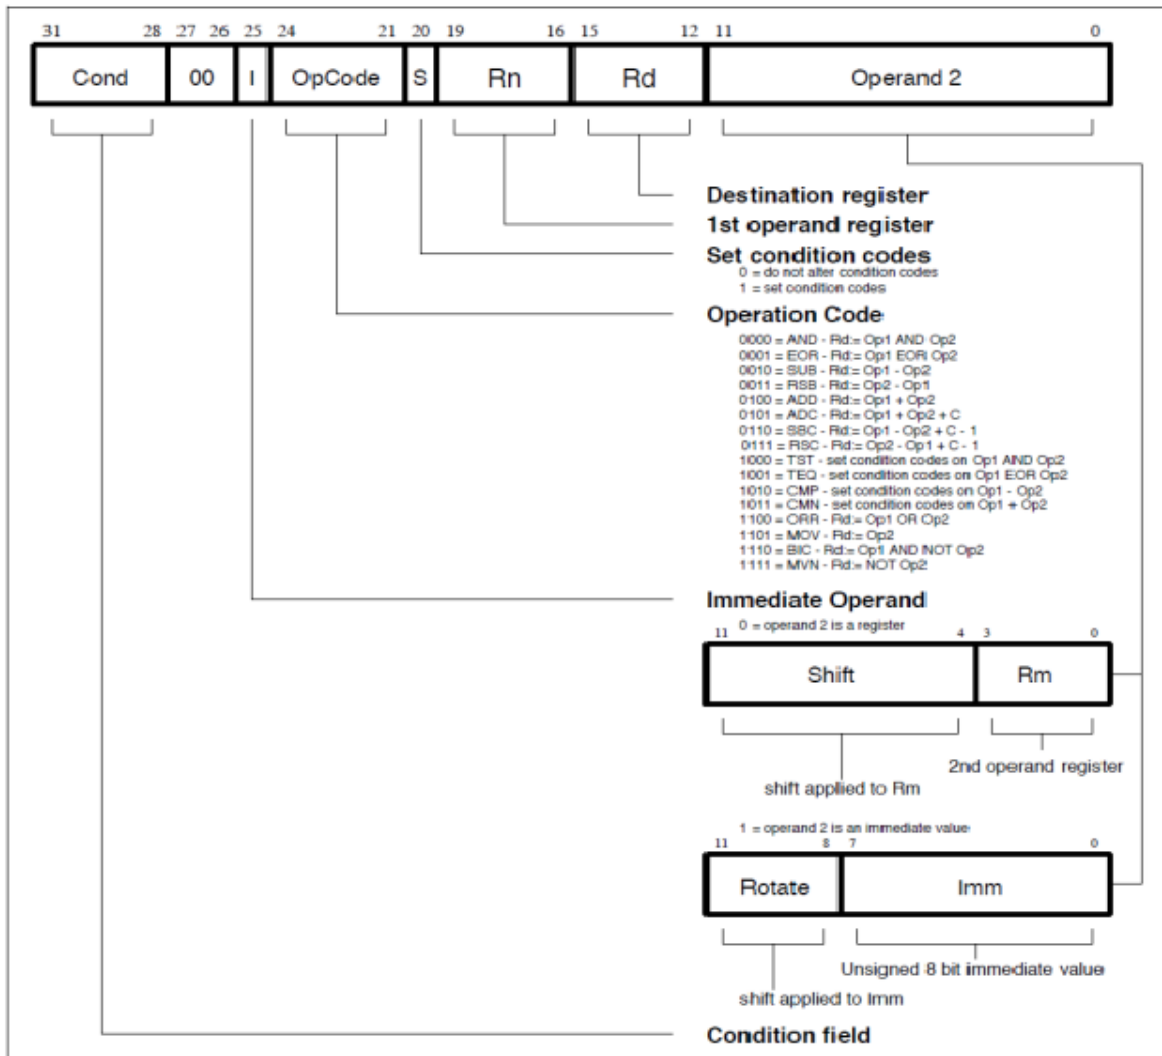 31 28 27 26 25 24 21 20 19 16 15 12 11 0
Cond 00 I OpCode S Rn Rd Operand 2
Destination register
1st operand register
Set condition codes
0 = do not alter condition codes
1 = set condition codes
Operation Code
0000 = AND - Rd:= Op1 AND Op2
0001 = EOR - Rd:= Op1 EOR Op2
0010 = SUB - Rd:= Op1 - Op2
0011 = RSB - Rd:= Op2 - Op1
0100 = ADD - Rd:= Op1 + Op2
0101 = ADC - Rd:= Op1 + Op2 + C
0110 = SBC - Rd:= Op1 - Op2 + C - 1
0111 = RSC - Rd:= Op2 - Op1 + C - 1
1000 = TST - set condition codes on Op1 AND Op2
1001 = TEQ - set condition codes on Op1 EOR Op2
1010 = CMP - set condition codes on Op1 - Op2
1011 = CMN - set condition codes on Op1 + Op2
1100 = ORR - Rd:= Op1 OR Op2
1101 = MOV - Rd:= Op2
1110 = BIC - Rd:= Op1 AND NOT Op2
1111 = MVN - Rd:= NOT Op2
Immediate Operand
0 = operand 2 is a register
11 4 3 0
Shift Rm
2nd operand register
shift applied to Rm
1 = operand 2 is an immediate value
11 8 7 0
Rotate Imm
Unsigned 8 bit immediate value
shift applied to Imm
Condition field